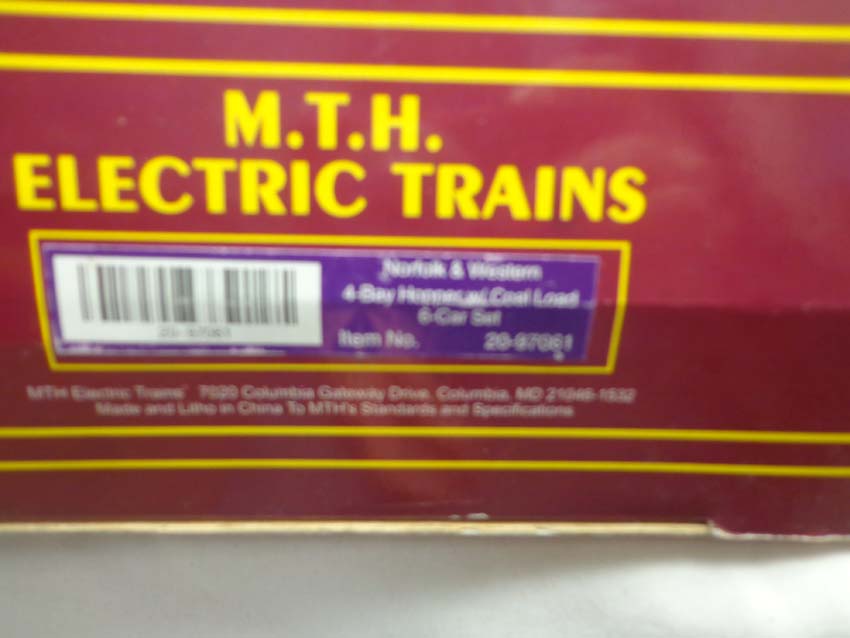 M.T.H.
ELECTRIC TRAINS
Norfolk & Western
4-Bay Hopper w/ Coal Load
6-Car Set
Item No. 20-97061
MTH Electric Trains 7020 Columbia Gateway Drive, Columbia, MD 21046-1532
Made and Litho in China To MTH's Standards and Specifications